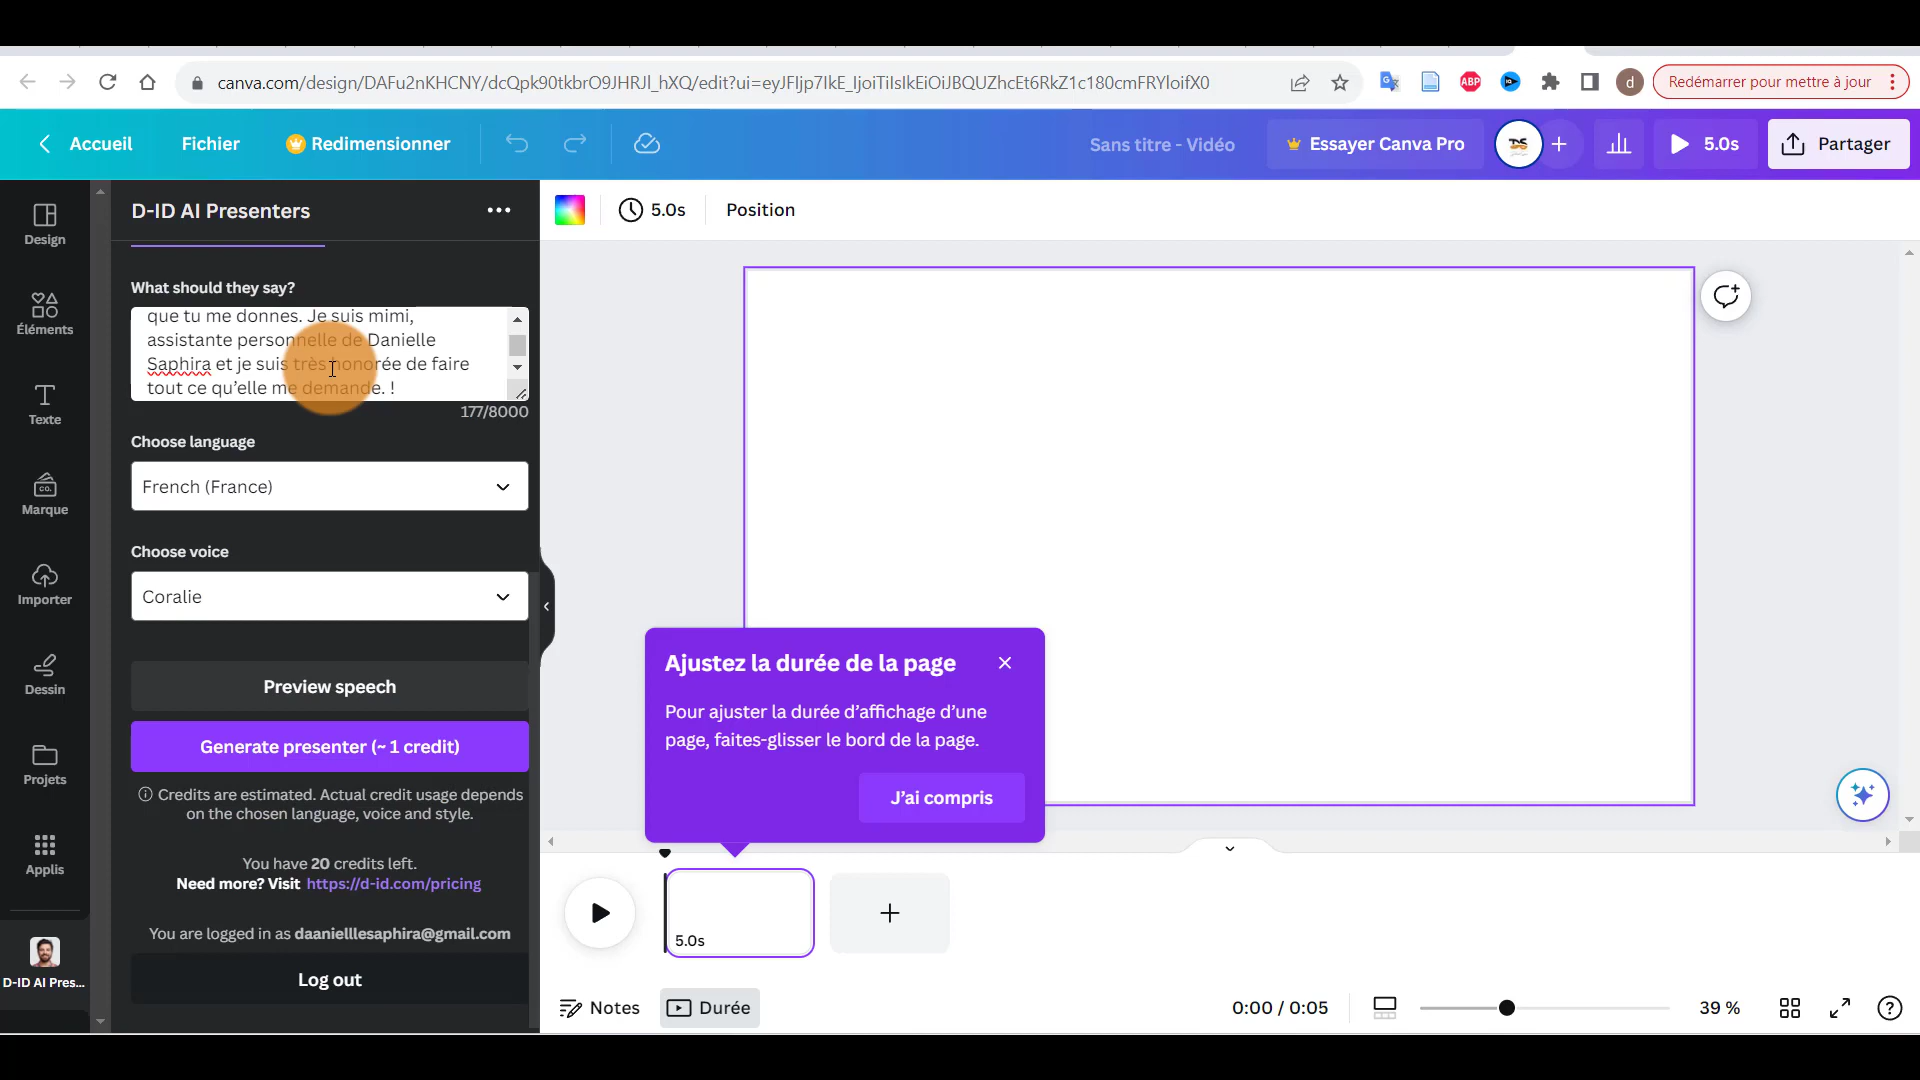 canva.com/design/DAFu2nKHCNY/dcQpk90tkbrO9JHRJl_hXQ/edit?ui=eyJFIjp7IkE_IjoiTiIsIkEiOiJBQUZhcEt6RkZ1c180cmFRYloifX0
ABP
d
Redémarrer pour mettre à jour
Accueil
Fichier
Redimensionner
Sans titre - Vidéo
Essayer Canva Pro
5.0s
Partager
Design
Éléments
Texte
Marque
Importer
Dessin
Projets
Applis
D-ID AI Pres...
D-ID AI Presenters
What should they say?
que tu me donnes. Je suis mimi,
assistante personnelle de Danielle
Saphira et je suis très honorée de faire
tout ce qu'elle me demande. !
177/8000
Choose language
French (France)
Choose voice
Coralie
Preview speech
Generate presenter (~ 1 credit)
Credits are estimated. Actual credit usage depends
on the chosen language, voice and style.
You have 20 credits left.
Need more? Visit https://d-id.com/pricing
You are logged in as daanielllesaphira@gmail.com
Log out
5.0s
Position
Ajustez la durée de la page
Pour ajuster la durée d'affichage d'une
page, faites-glisser le bord de la page.
J'ai compris
5.0s
Notes
Durée
0:00 / 0:05
39 %